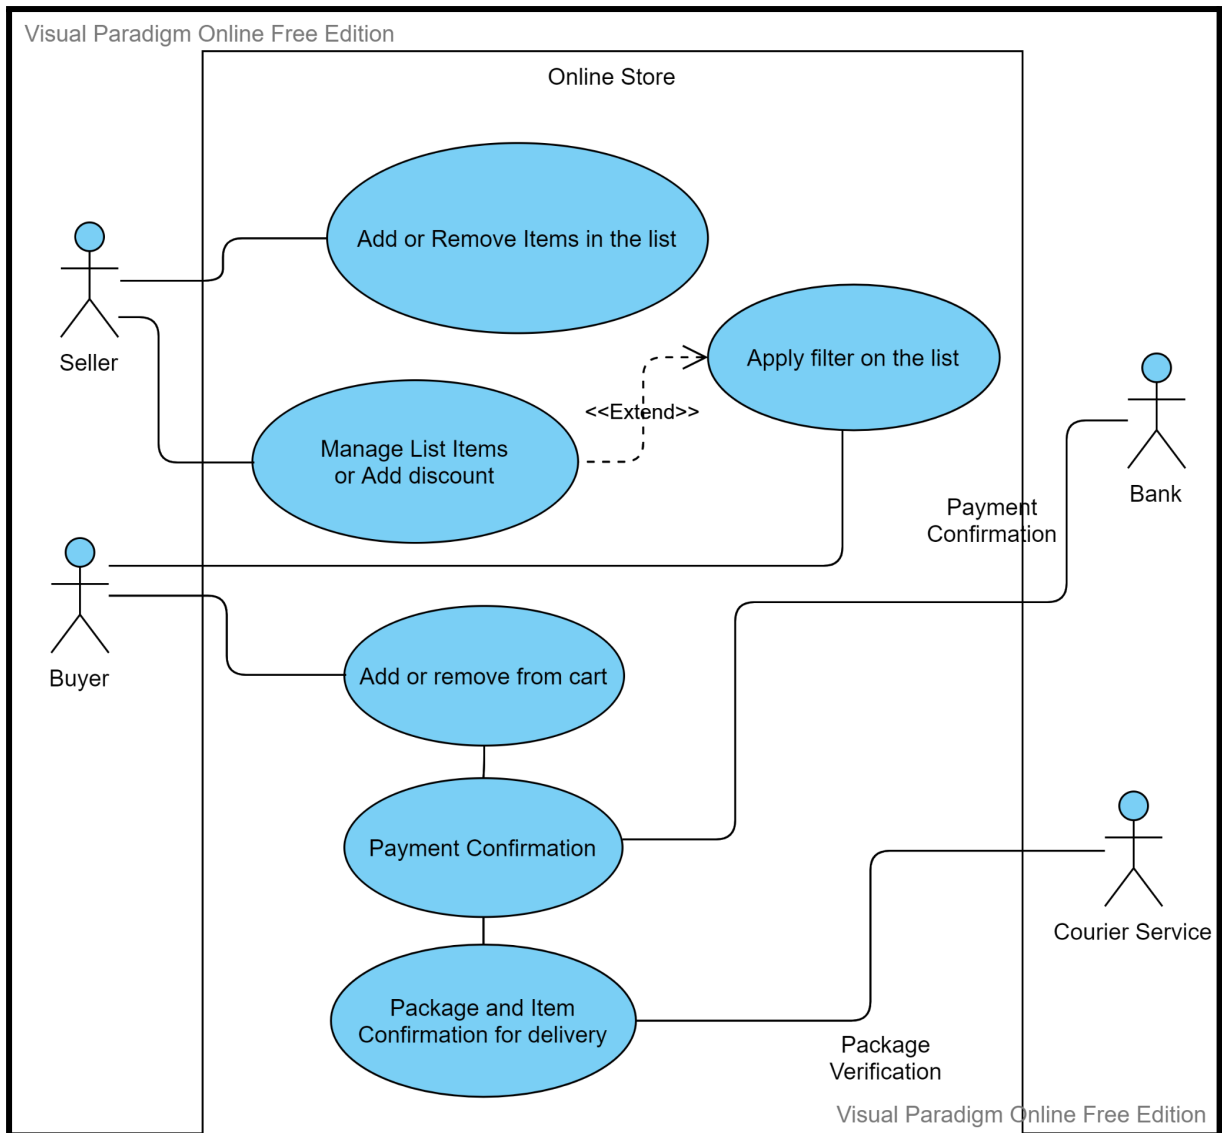 Visual Paradigm Online Free Edition
Online Store
Add or Remove Items in the list
Seller
Apply filter on the list
<<Extend>>
Manage List Items
or Add discount
Bank
Payment
Confirmation
Buyer
Add or remove from cart
Payment Confirmation
Courier Service
Package and Item
Confirmation for delivery
Package
Verification
Visual Paradigm Online Free Edition